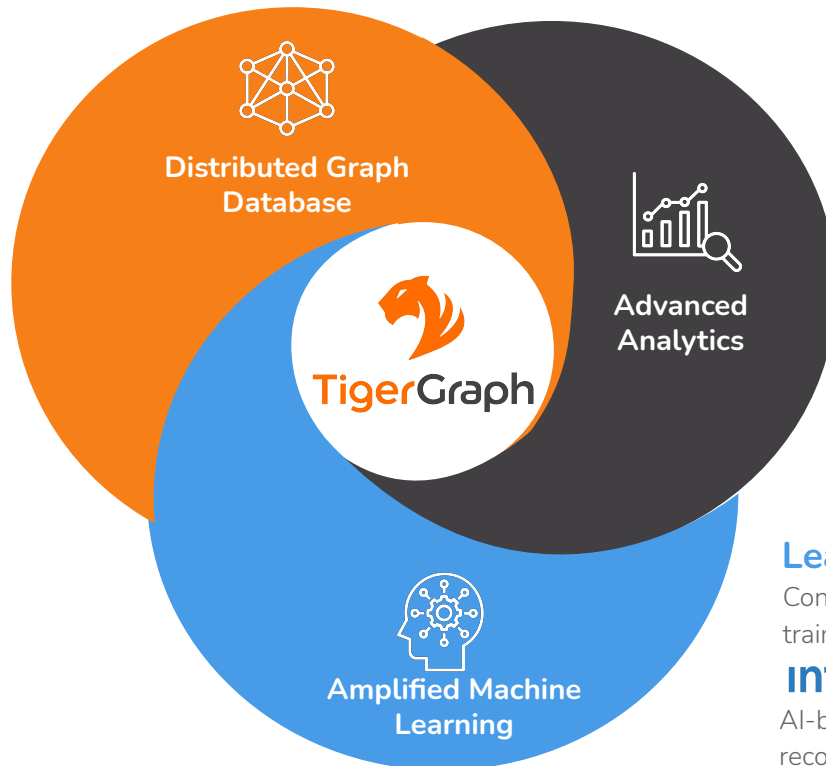 Distributed Graph
Database
Advanced
Analytics
TigerGraph
Amplified Machine
Learning